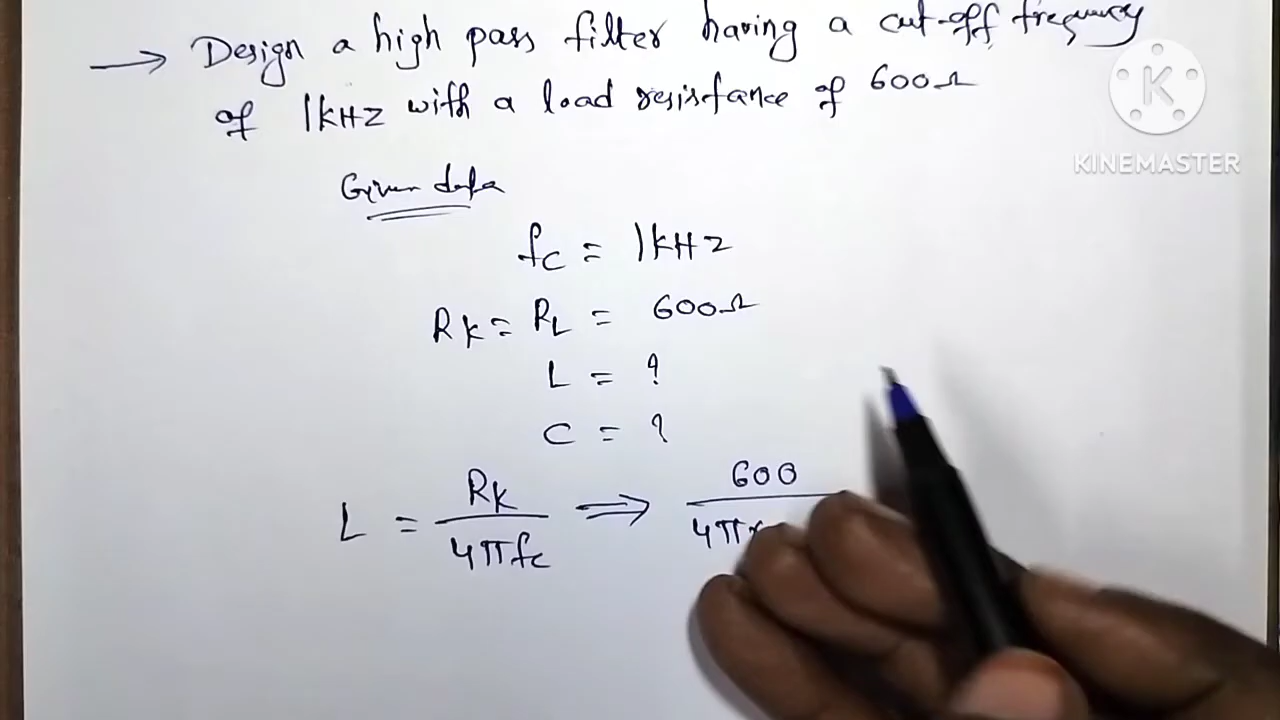 → Design a high pass filter having a cut-off frequency
of 1kHz with a load resistance of 600Ω
K
KINEMASTER
Given data
fc = 1kHz
RK = RL = 600Ω
L = ?
C = ?
L = RK / 4πfc ⟹ 600 / 4π×